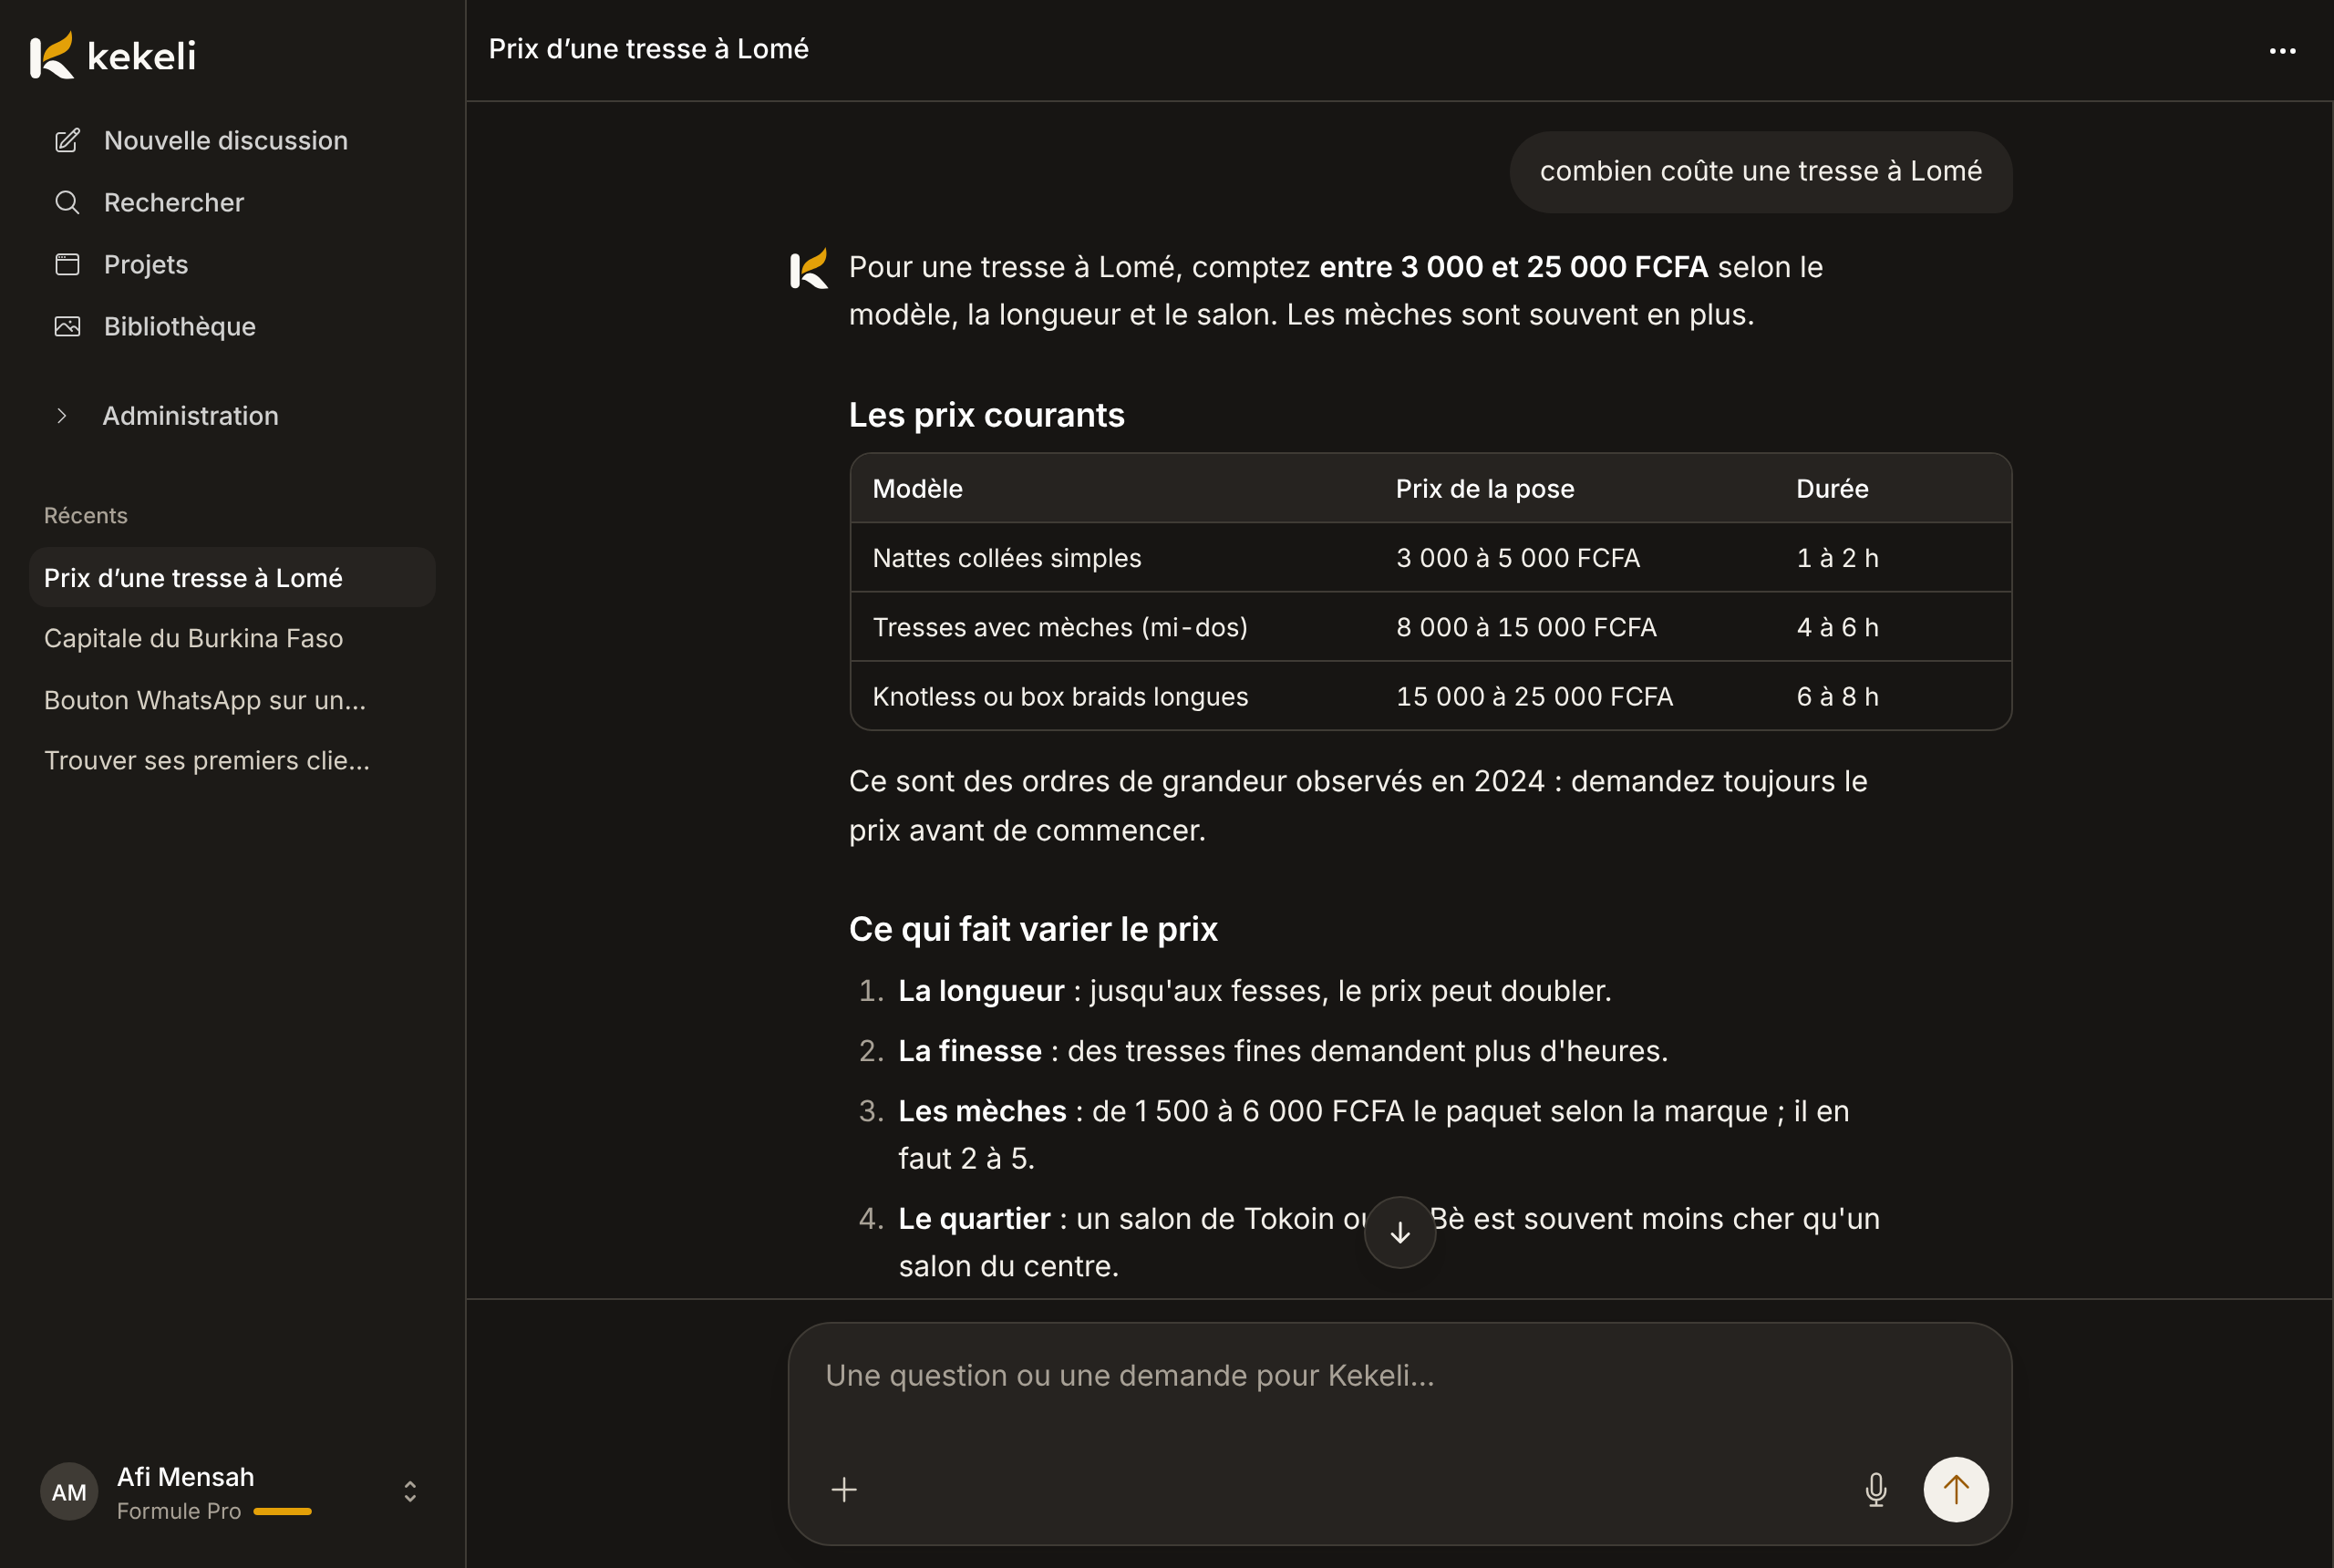 kekeli
Nouvelle discussion
Rechercher
Projets
Bibliothèque
Administration
Récents
Prix d’une tresse à Lomé
Capitale du Burkina Faso
Bouton WhatsApp sur un...
Trouver ses premiers clie...
AM
Afi Mensah
Formule Pro
Prix d’une tresse à Lomé
combien coûte une tresse à Lomé
Pour une tresse à Lomé, comptez entre 3 000 et 25 000 FCFA selon le
modèle, la longueur et le salon. Les mèches sont souvent en plus.
Les prix courants
Modèle Prix de la pose Durée
Nattes collées simples 3 000 à 5 000 FCFA 1 à 2 h
Tresses avec mèches (mi-dos) 8 000 à 15 000 FCFA 4 à 6 h
Knotless ou box braids longues 15 000 à 25 000 FCFA 6 à 8 h
Ce sont des ordres de grandeur observés en 2024 : demandez toujours le
prix avant de commencer.
Ce qui fait varier le prix
1. La longueur : jusqu'aux fesses, le prix peut doubler.
2. La finesse : des tresses fines demandent plus d'heures.
3. Les mèches : de 1 500 à 6 000 FCFA le paquet selon la marque ; il en
faut 2 à 5.
4. Le quartier : un salon de Tokoin Bè est souvent moins cher qu'un
salon du centre.
Une question ou une demande pour Kekeli...